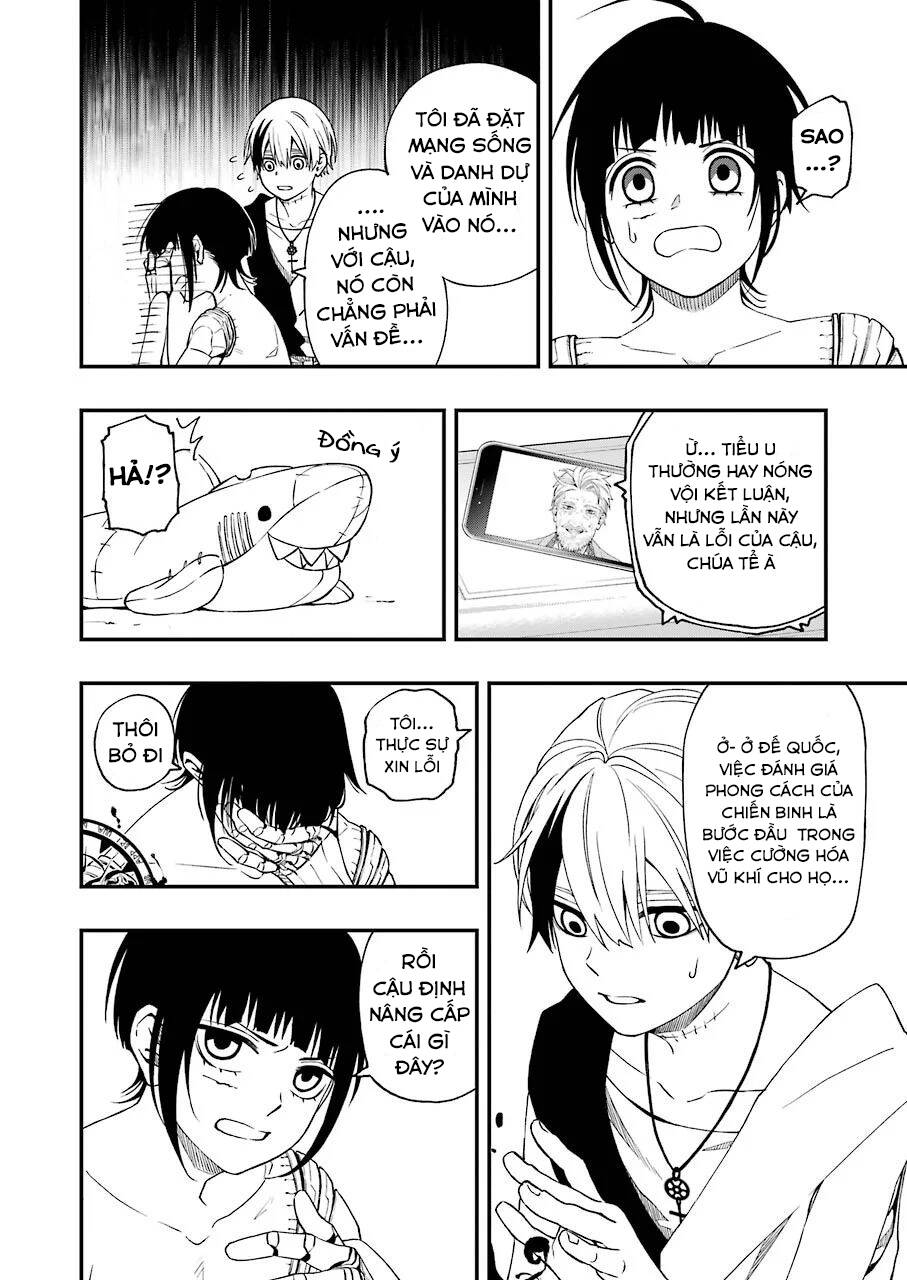 SAO
...?
TÔI ĐÃ ĐẶT
MẠNG SỐNG
VÀ DANH DỰ
CỦA MÌNH
VÀO NÓ...
....
NHƯNG
VỚI CẬU,
NÓ CÒN
CHẲNG PHẢI
VẤN ĐỀ...
Ừ... TIỂU U
THƯỜNG HAY NÓNG
VỘI KẾT LUẬN,
NHƯNG LẦN NÀY
VẪN LÀ LỖI CỦA CẬU,
CHÚA TỂ À
ĐỒNG Ý
HẢ!?
Ở- Ở ĐẾ QUỐC,
VIỆC ĐÁNH GIÁ
PHONG CÁCH CỦA
CHIẾN BINH LÀ
BƯỚC ĐẦU TRONG
VIỆC CƯỜNG HÓA
VŨ KHÍ CHO HỌ...
TÔI...
THỰC SỰ
XIN LỖI
THÔI
BỎ ĐI
RỒI
CẬU ĐỊNH
NÂNG CẤP
CÁI GÌ
ĐÂY?